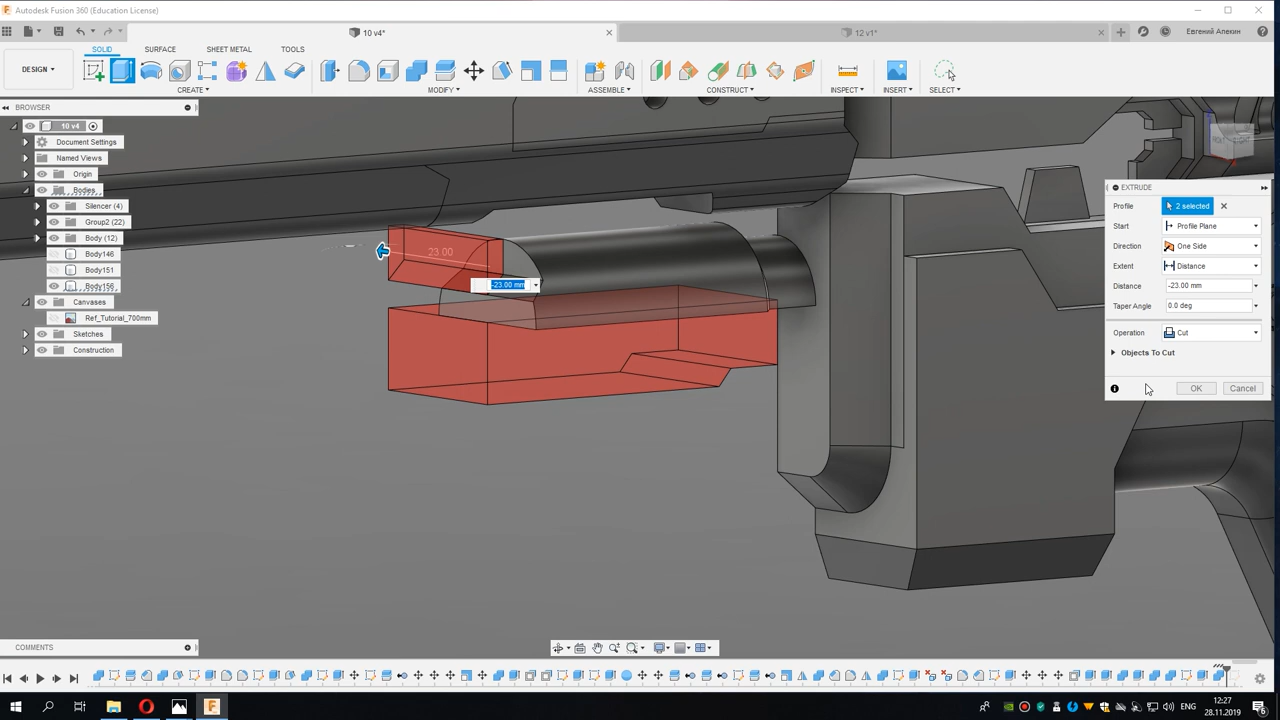 Autodesk Fusion 360 (Education License)
10 v4*
12 v1*
Евгений Апекин
SOLID
SURFACE
SHEET METAL
TOOLS
DESIGN
CREATE
MODIFY
ASSEMBLE
CONSTRUCT
INSPECT
INSERT
SELECT
BROWSER
10 v4
Document Settings
Named Views
Origin
Bodies
Silencer (4)
Group2 (22)
Body (12)
Body146
Body151
Body156
Canvases
Ref_Tutorial_700mm
Sketches
Construction
23.00
-23.00 mm
EXTRUDE
Profile
2 selected
Start
Profile Plane
Direction
One Side
Extent
Distance
Distance
-23.00 mm
Taper Angle
0.0 deg
Operation
Cut
Objects To Cut
OK
Cancel
COMMENTS
ENG
12:27
28.11.2019
6